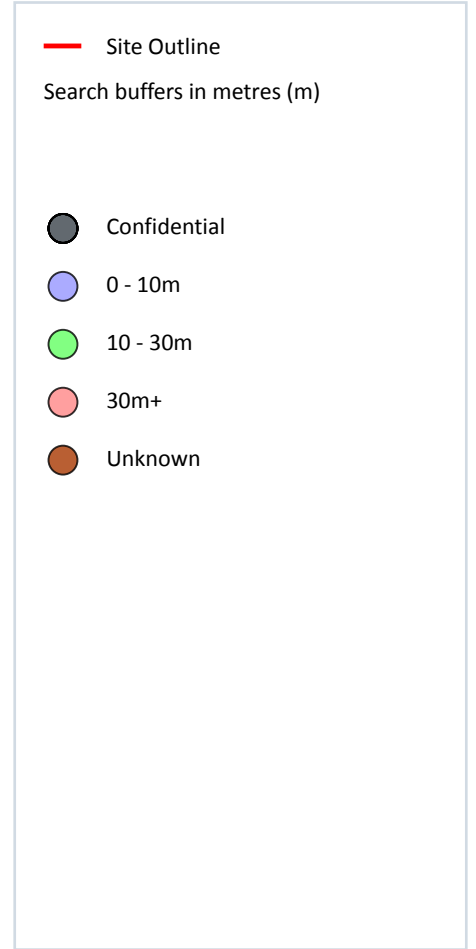 Site Outline
Search buffers in metres (m)
Confidential
0 - 10m
10 - 30m
30m+
Unknown